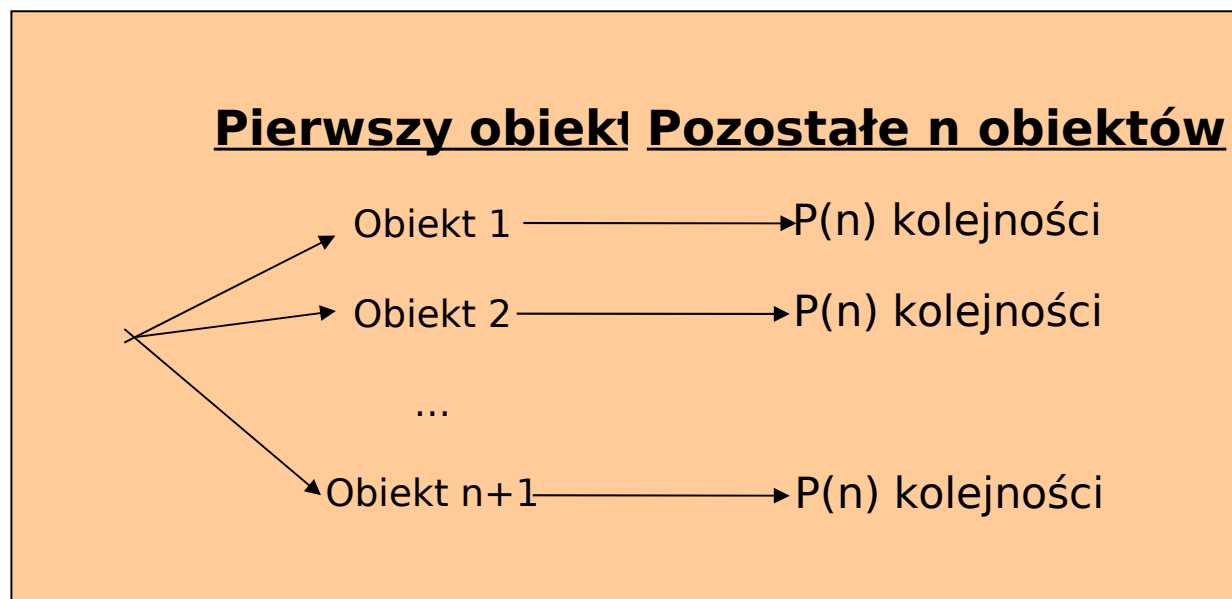 Pierwszy obiekt Pozostałe n obiektów
Obiekt 1 P(n) kolejności
Obiekt 2 P(n) kolejności
...
Obiekt n+1 P(n) kolejności